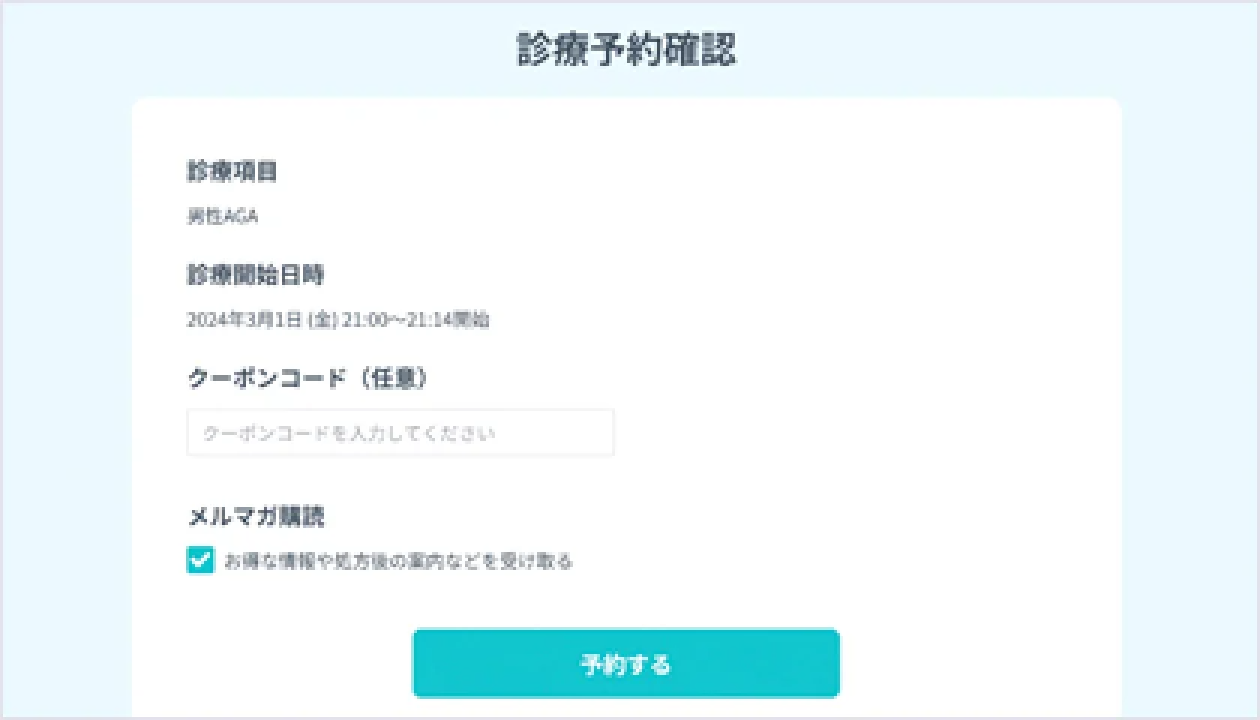 診療予約確認
診療項目
男性AGA
診療開始日時
2024年3月1日 (金) 21:00〜21:14開始
クーポンコード（任意）
クーポンコードを入力してください
メルマガ購読
お得な情報や処方後の案内などを受け取る
予約する